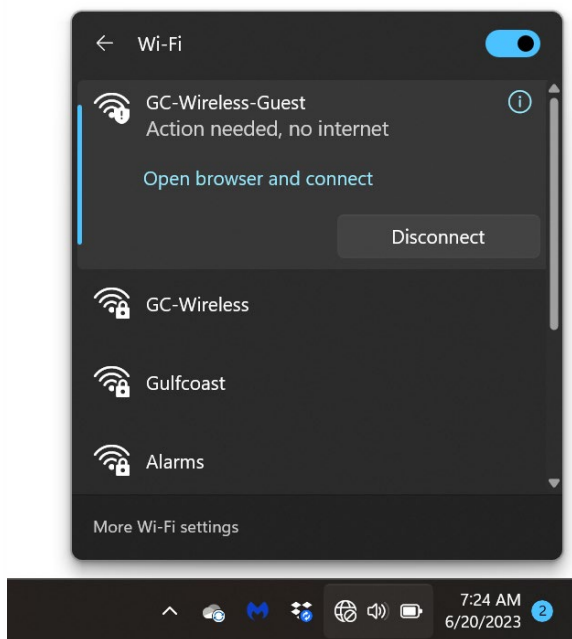 Wi-Fi
GC-Wireless-Guest
Action needed, no internet
Open browser and connect
Disconnect
GC-Wireless
Gulfcoast
Alarms
More Wi-Fi settings
7:24 AM
6/20/2023
2